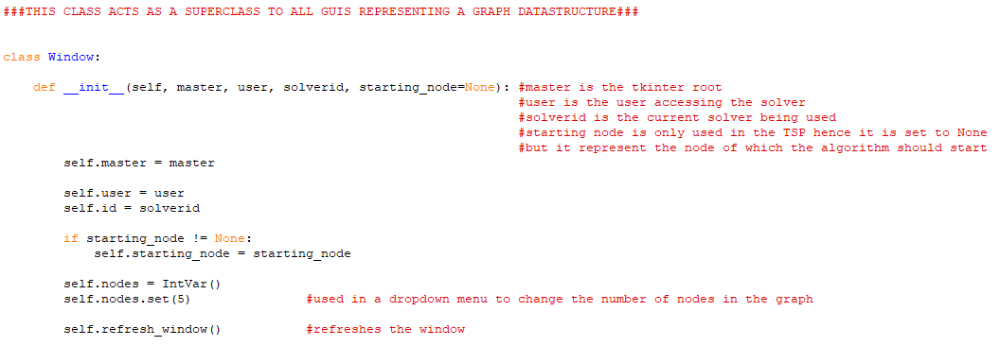 ###THIS CLASS ACTS AS A SUPERCLASS TO ALL GUIS REPRESENTING A GRAPH DATASTRUCTURE###
class Window:
def __init__(self, master, user, solverid, starting_node=None): #master is the tkinter root
#user is the user accessing the solver
#solverid is the current solver being used
#starting node is only used in the TSP hence it is set to None
#but it represent the node of which the algorithm should start
self.master = master
self.user = user
self.id = solverid
if starting_node != None:
self.starting_node = starting_node
self.nodes = IntVar()
self.nodes.set(5) #used in a dropdown menu to change the number of nodes in the graph
self.refresh_window() #refreshes the window